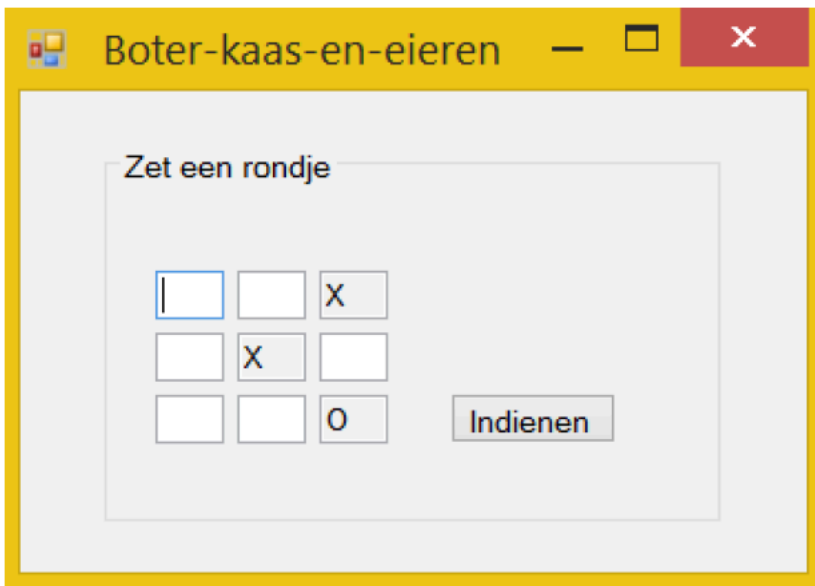 Boter-kaas-en-eieren
Zet een rondje
X
X
O Indienen